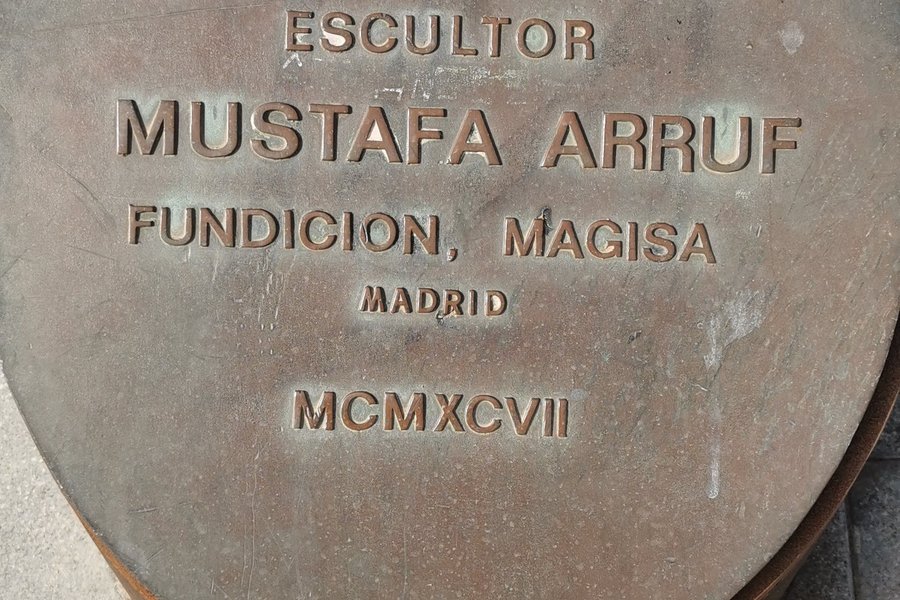 ESCULTOR
MUSTAFA ARRUF
FUNDICION, MAGISA
MADRID
MCMXCVII